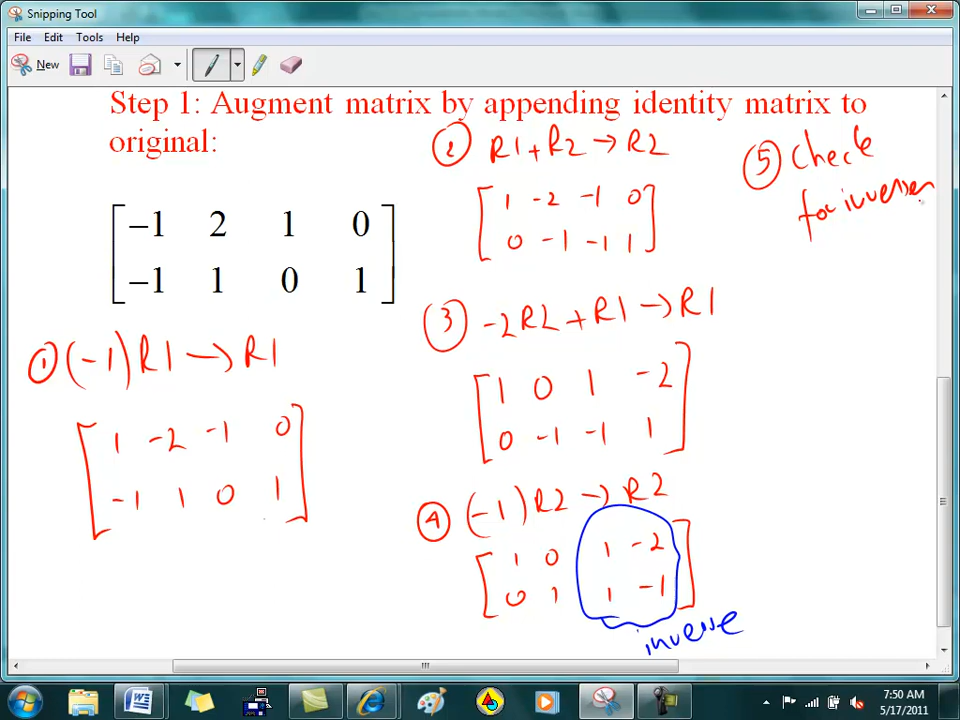 Snipping Tool
File Edit Tools Help
New
Step 1: Augment matrix by appending identity matrix to
original:
−1 2 1 0
−1 1 0 1
① (-1)R1 → R1
1 -2 -1 0
-1 1 0 1
② R1 + R2 → R2
1 -2 -1 0
0 -1 -1 1
③ -2R2 + R1 → R1
1 0 1 -2
0 -1 -1 1
④ (-1)R2 → R2
1 0 1 -2
0 1 1 -1
inverse
⑤ Check
for inverses
7:50 AM
5/17/2011